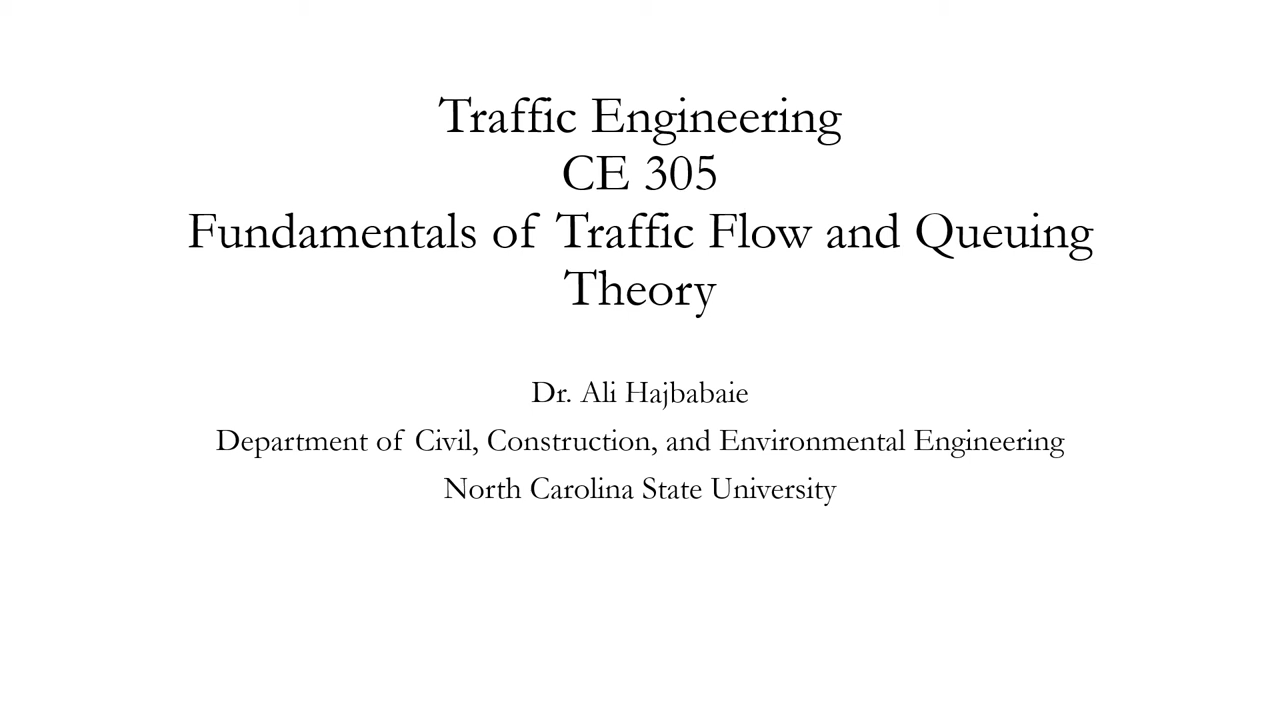 Traffic Engineering
CE 305
Fundamentals of Traffic Flow and Queuing
Theory
Dr. Ali Hajbabaie
Department of Civil, Construction, and Environmental Engineering
North Carolina State University